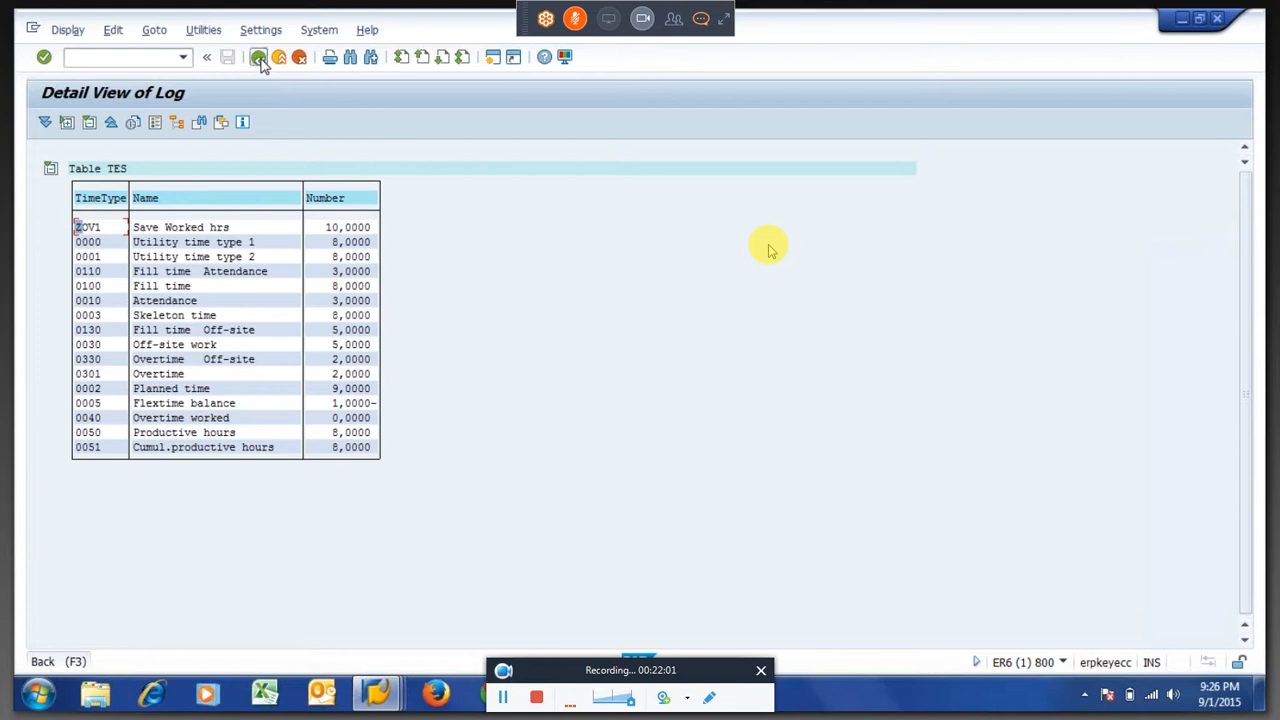 Display Edit Goto Utilities Settings System Help
Detail View of Log
Table TES
TimeType Name Number
ZOV1 Save Worked hrs 10,0000
0000 Utility time type 1 8,0000
0001 Utility time type 2 8,0000
0110 Fill time Attendance 3,0000
0100 Fill time 8,0000
0010 Attendance 3,0000
0003 Skeleton time 8,0000
0130 Fill time Off-site 5,0000
0030 Off-site work 5,0000
0330 Overtime Off-site 2,0000
0301 Overtime 2,0000
0002 Planned time 9,0000
0005 Flextime balance 1,0000-
0040 Overtime worked 0,0000
0050 Productive hours 8,0000
0051 Cumul.productive hours 8,0000
Back (F3)
ER6 (1) 800 erpkeyecc INS
Recording... 00:22:01
9:26 PM
9/1/2015